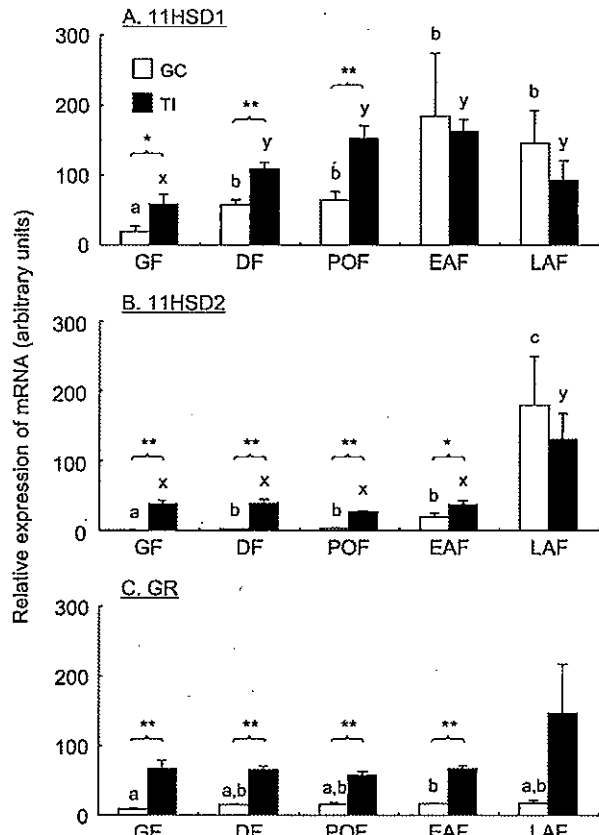 A. 11HSD1
GC
TI
Relative expression of mRNA (arbitrary units)
300
200
100
0
* ** **
a x b y b y b y b y
GF DF POF EAF LAF
B. 11HSD2
300
200
100
0
** ** ** *
a x b x b x b x c y
GF DF POF EAF LAF
C. GR
300
200
100
0
** ** ** **
a a,b a,b b a,b
GF DF POF EAF LAF